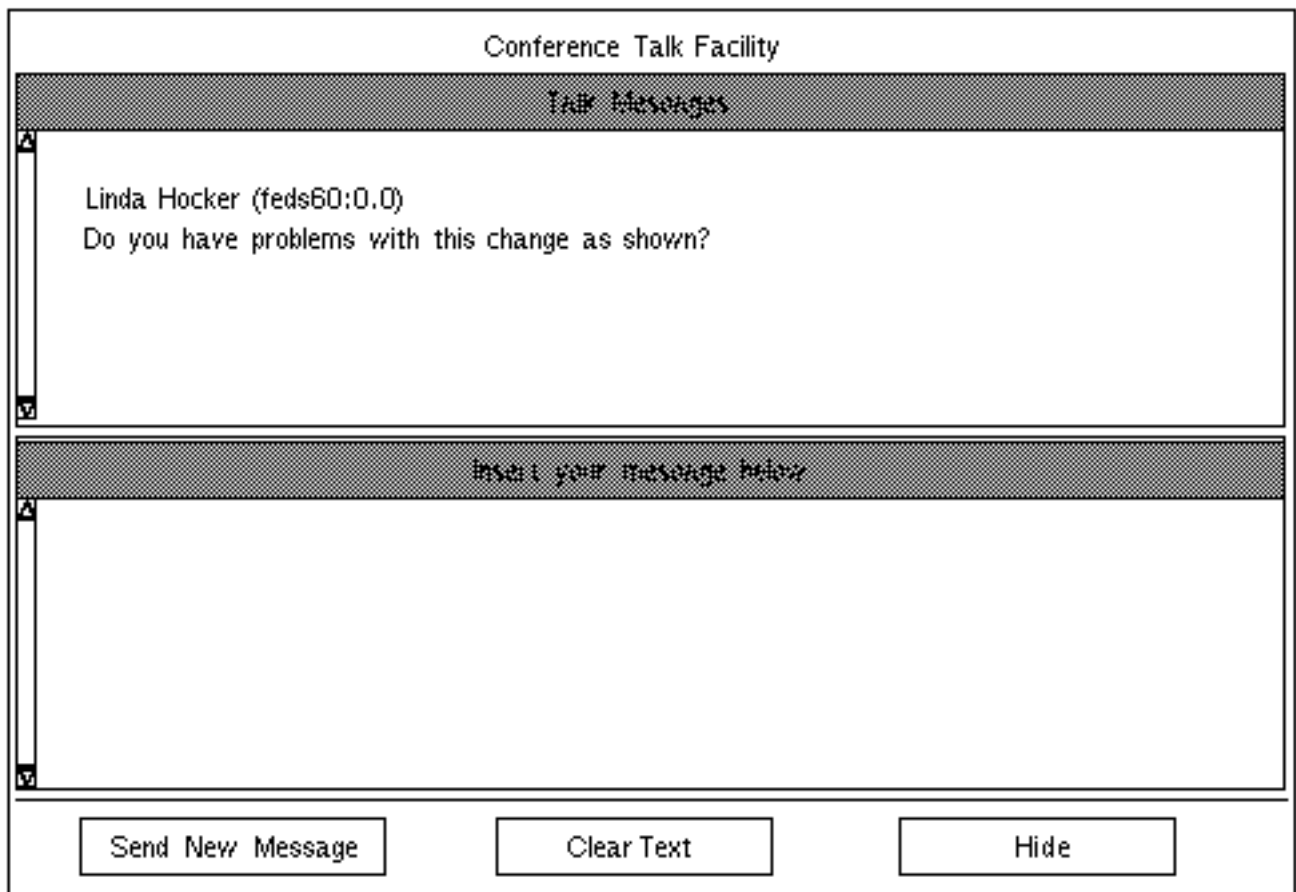 Conference Talk Facility
Talk Messages
Linda Hocker (feds60:0.0)
Do you have problems with this change as shown?
Insert your message below
Send New Message
Clear Text
Hide